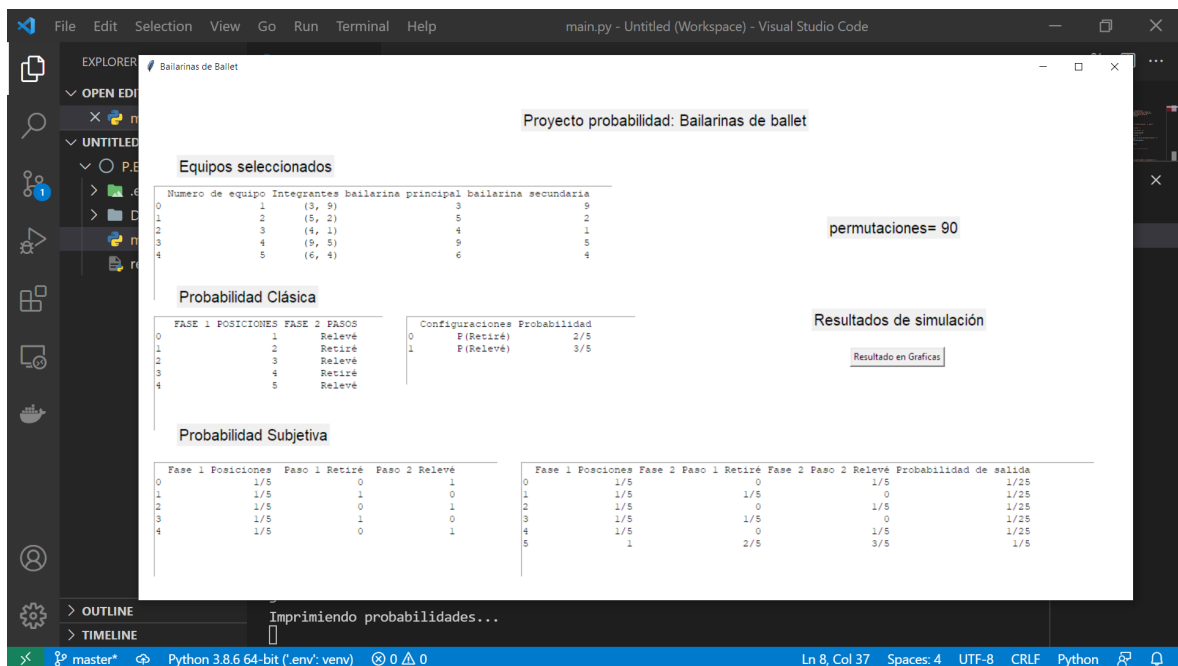 File Edit Selection View Go Run Terminal Help main.py - Untitled (Workspace) - Visual Studio Code
EXPLORER
Bailarinas de Ballet
OPEN EDI
UNTITLED
P.E
Proyecto probabilidad: Bailarinas de ballet
Equipos seleccionados
Numero de equipo Integrantes bailarina principal bailarina secundaria
0 1 (3, 9) 3 9
1 2 (5, 2) 5 2
2 3 (4, 1) 4 1
3 4 (9, 5) 9 5
4 5 (6, 4) 6 4
permutaciones= 90
Probabilidad Clásica
FASE 1 POSICIONES FASE 2 PASOS
0 1 Relevé
1 2 Retiré
2 3 Relevé
3 4 Retiré
4 5 Relevé
Configuraciones Probabilidad
0 P(Retiré) 2/5
1 P(Relevé) 3/5
Resultados de simulación
Resultado en Graficas
Probabilidad Subjetiva
Fase 1 Posiciones Paso 1 Retiré Paso 2 Relevé
0 1/5 0 1
1 1/5 1 0
2 1/5 0 1
3 1/5 1 0
4 1/5 0 1
Fase 1 Posciones Fase 2 Paso 1 Retiré Fase 2 Paso 2 Relevé Probabilidad de salida
0 1/5 0 1/5 1/25
1 1/5 1/5 0 1/25
2 1/5 0 1/5 1/25
3 1/5 1/5 0 1/25
4 1/5 0 1/5 1/25
5 1 2/5 3/5 1/5
OUTLINE
TIMELINE
Imprimiendo probabilidades...
master* Python 3.8.6 64-bit ('.env': venv) 0 0 Ln 8, Col 37 Spaces: 4 UTF-8 CRLF Python